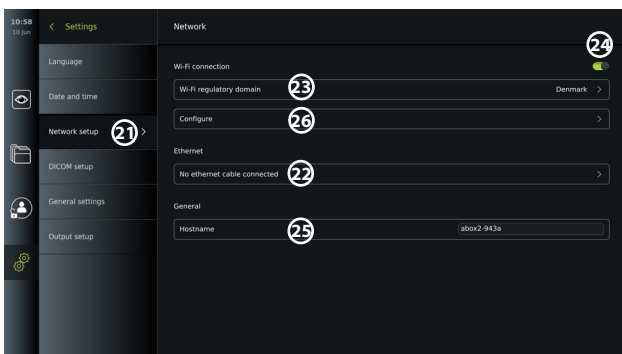 10:58
10 Jun
Settings
Network
24
Language
Wi-Fi connection
Date and time
Wi-Fi regulatory domain 23 Denmark
Network setup 21
Configure 26
Ethernet
DICOM setup
No ethernet cable connected 22
General settings
General
Output setup
Hostname 25 abox2-943a